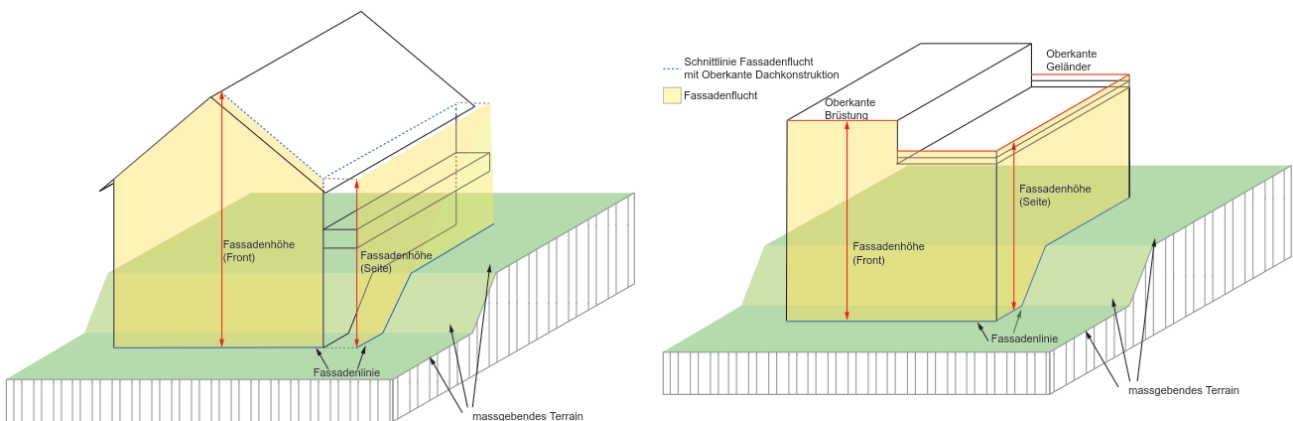 Fassadenhöhe
(Front)
Fassadenhöhe
(Seite)
Fassadenlinie
massgebendes Terrain
Schnittlinie Fassadenflucht
mit Oberkante Dachkonstruktion
Fassadenflucht
Oberkante
Brüstung
Oberkante
Geländer
Fassadenhöhe
(Seite)
Fassadenhöhe
(Front)
Fassadenlinie
massgebendes Terrain